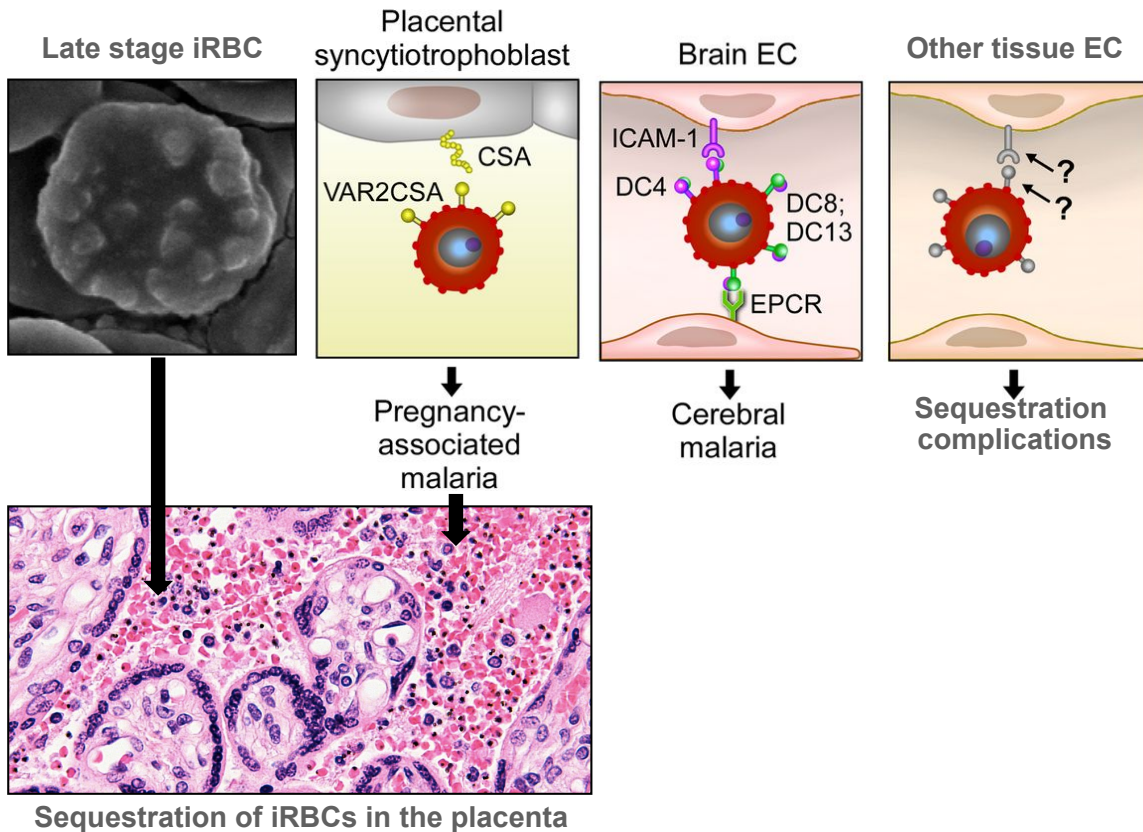 Late stage iRBC
Placental
syncytiotrophoblast
Brain EC
Other tissue EC
CSA
VAR2CSA
ICAM-1
DC4
DC8;
DC13
EPCR
?
?
Pregnancy-
associated
malaria
Cerebral
malaria
Sequestration
complications
Sequestration of iRBCs in the placenta